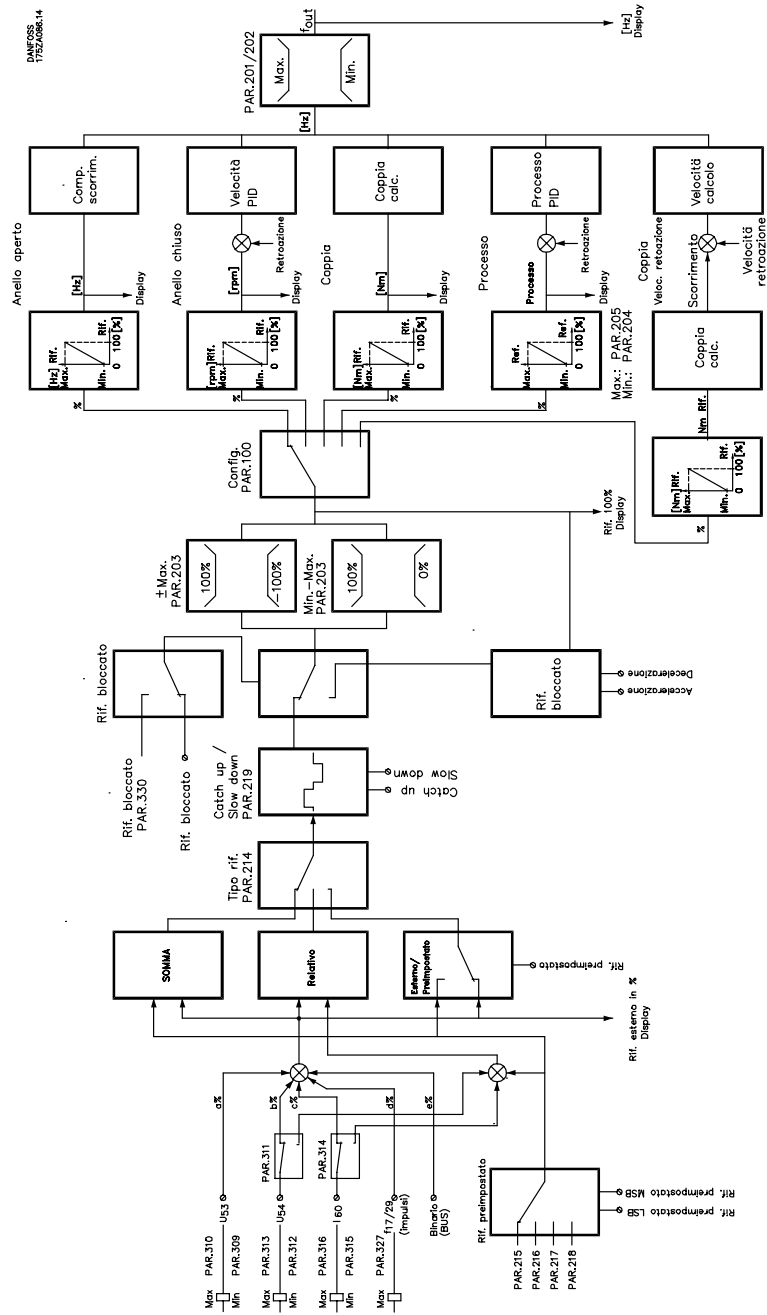 DANFOSS
175ZA086.14
Max
Min
PAR.310
PAR.309
U53
a%
Max
Min
PAR.313
PAR.312
U54
PAR.311
b%
Max
Min
PAR.316
PAR.315
I 60
PAR.314
c%
Max
Min
PAR.327
f17/29
(impulsi)
d%
Binario
(BUS)
e%
Rif. preimpostato
PAR.215
PAR.216
PAR.217
PAR.218
Rif. preimpostato LSB
Rif. preimpostato MSB
SOMMA
Relativo
Esterno/
Preimpostato
Rif. preimpostato
Rif. esterno in %
Display
Tipo rif.
PAR.214
Catch up /
Slow down
PAR.219
Catch up
Slow down
Rif. bloccato
PAR.330
Rif. bloccato
Rif. bloccato
Rif.
bloccato
Accelerazione
Decelerazione
±Max.
PAR.203
100%
-100%
Min.-Max.
PAR.203
100%
0%
Rif. 100%
Display
Config.
PAR.100
Anello aperto
%
[Hz] Rif.
Max.
Min.
Rif.
0 100 [%]
[Hz]
Display
Comp.
scorrim.
Anello chiuso
%
[rpm]Rif.
Max.
Min.
Rif.
0 100 [%]
[rpm]
Display
Retroazione
Velocità
PID
Coppia
%
[Nm]Rif.
Max.
Min.
Rif.
0 100 [%]
[Nm]
Display
Coppia
calc.
Processo
%
Ref.
Max.
Min.
Ref.
0 100 [%]
Processo
Display
Retroazione
Processo
PID
Max.: PAR.205
Min.: PAR.204
%
[Nm]Rif.
Max.
Min.
Rif.
0 100[%]
Nm Rif.
Coppia
calc.
Coppia
Veloc. retoazione
Scorrimento
Velocità
retroazione
Velocità
calcolo
[Hz]
PAR.201/202
Max.
Min.
fout
[Hz]
Display